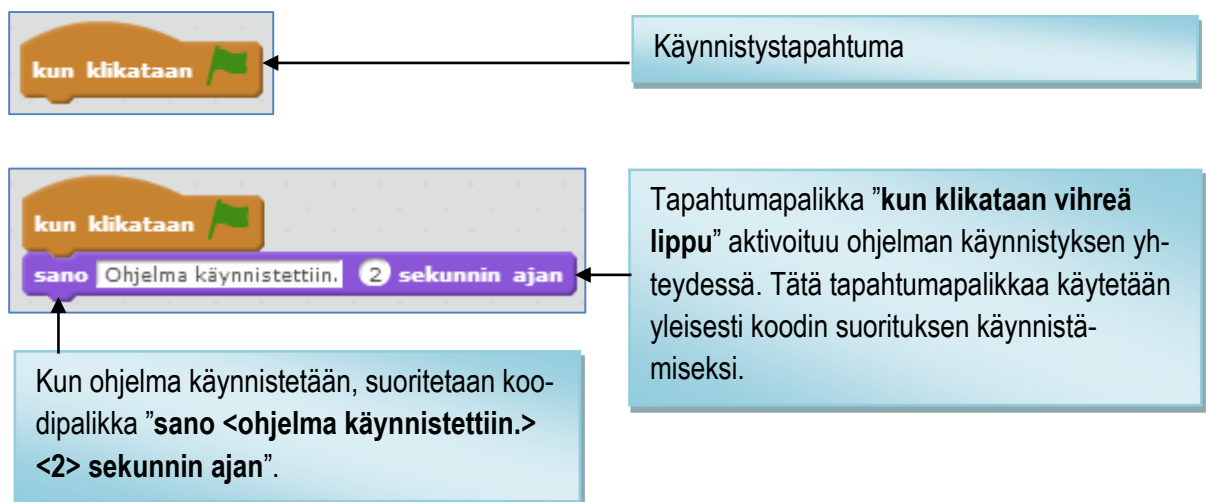 kun klikataan
Käynnistystapahtuma
kun klikataan
sano Ohjelma käynnistettiin. 2 sekunnin ajan
Tapahtumapalikka ”kun klikataan vihreä
lippu” aktivoituu ohjelman käynnistyksen yh-
teydessä. Tätä tapahtumapalikkaa käytetään
yleisesti koodin suorituksen käynnistä-
miseksi.
Kun ohjelma käynnistetään, suoritetaan koo-
dipalikka ”sano <ohjelma käynnistettiin.>
<2> sekunnin ajan”.